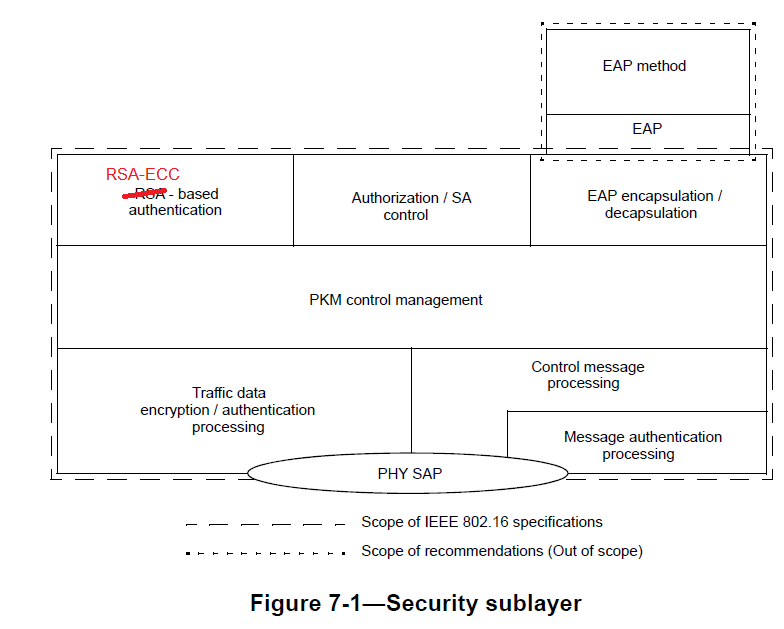 EAP method
EAP
RSA-ECC
RSA - based
authentication
Authorization / SA
control
EAP encapsulation /
decapsulation
PKM control management
Traffic data
encryption / authentication
processing
Control message
processing
Message authentication
processing
PHY SAP
Scope of IEEE 802.16 specifications
Scope of recommendations (Out of scope)
Figure 7-1—Security sublayer